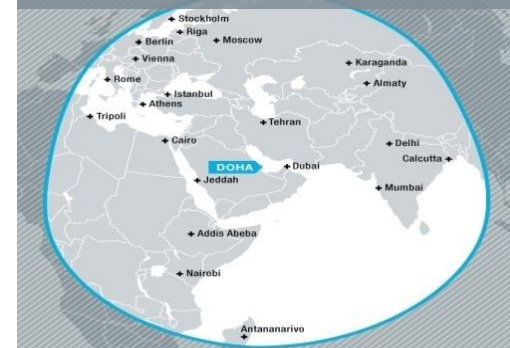 Stockholm
Riga
Berlin
Moscow
Vienna
Karaganda
Rome
Almaty
Istanbul
Athens
Tripoli
Tehran
Cairo
Delhi
Calcutta
DOHA
Dubai
Jeddah
Mumbai
Addis Abeba
Nairobi
Antananarivo